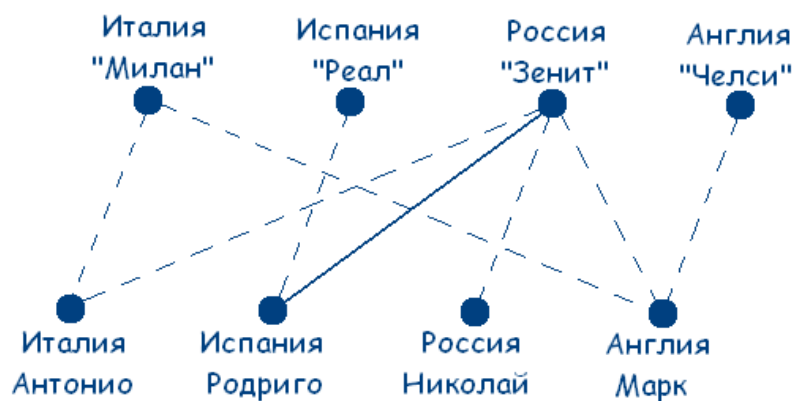 Италия
"Милан"
Испания
"Реал"
Россия
"Зенит"
Англия
"Челси"
Италия
Антонио
Испания
Родриго
Россия
Николай
Англия
Марк